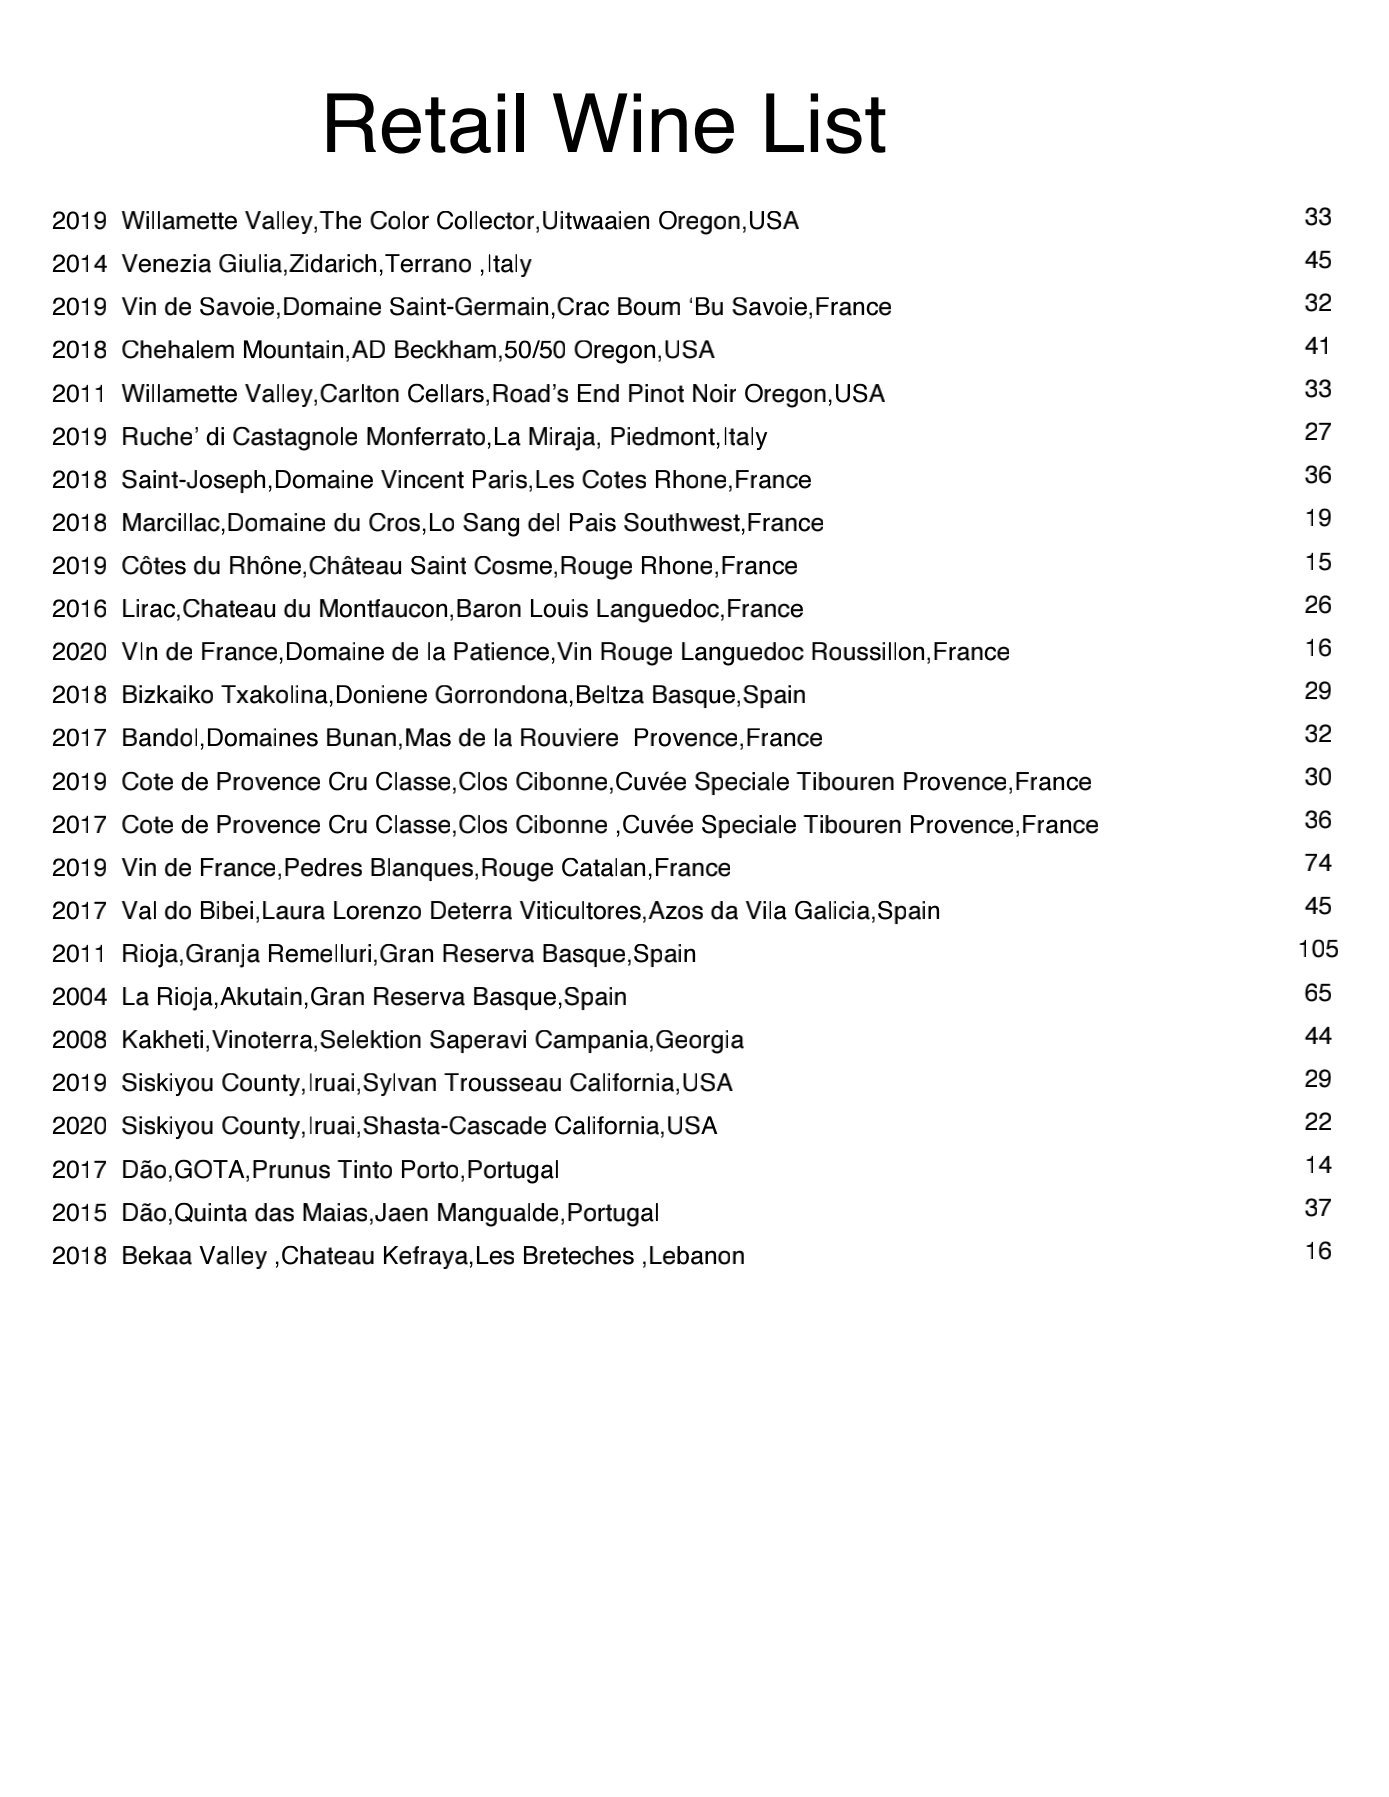 Retail Wine List
2019 Willamette Valley,The Color Collector,Uitwaaien Oregon,USA 33
2014 Venezia Giulia,Zidarich,Terrano ,Italy 45
2019 Vin de Savoie,Domaine Saint-Germain,Crac Boum ‘Bu Savoie,France 32
2018 Chehalem Mountain,AD Beckham,50/50 Oregon,USA 41
2011 Willamette Valley,Carlton Cellars,Road’s End Pinot Noir Oregon,USA 33
2019 Ruche’ di Castagnole Monferrato,La Miraja, Piedmont,Italy 27
2018 Saint-Joseph,Domaine Vincent Paris,Les Cotes Rhone,France 36
2018 Marcillac,Domaine du Cros,Lo Sang del Pais Southwest,France 19
2019 Côtes du Rhône,Château Saint Cosme,Rouge Rhone,France 15
2016 Lirac,Chateau du Montfaucon,Baron Louis Languedoc,France 26
2020 VIn de France,Domaine de la Patience,Vin Rouge Languedoc Roussillon,France 16
2018 Bizkaiko Txakolina,Doniene Gorrondona,Beltza Basque,Spain 29
2017 Bandol,Domaines Bunan,Mas de la Rouviere  Provence,France 32
2019 Cote de Provence Cru Classe,Clos Cibonne,Cuvée Speciale Tibouren Provence,France 30
2017 Cote de Provence Cru Classe,Clos Cibonne ,Cuvée Speciale Tibouren Provence,France 36
2019 Vin de France,Pedres Blanques,Rouge Catalan,France 74
2017 Val do Bibei,Laura Lorenzo Deterra Viticultores,Azos da Vila Galicia,Spain 45
2011 Rioja,Granja Remelluri,Gran Reserva Basque,Spain 105
2004 La Rioja,Akutain,Gran Reserva Basque,Spain 65
2008 Kakheti,Vinoterra,Selektion Saperavi Campania,Georgia 44
2019 Siskiyou County,Iruai,Sylvan Trousseau California,USA 29
2020 Siskiyou County,Iruai,Shasta-Cascade California,USA 22
2017 Dão,GOTA,Prunus Tinto Porto,Portugal 14
2015 Dão,Quinta das Maias,Jaen Mangualde,Portugal 37
2018 Bekaa Valley ,Chateau Kefraya,Les Breteches ,Lebanon 16